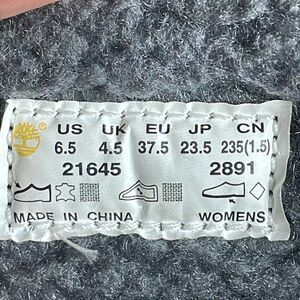 US UK EU JP CN
6.5 4.5 37.5 23.5 235(1.5)
21645 2891
MADE IN CHINA WOMENS